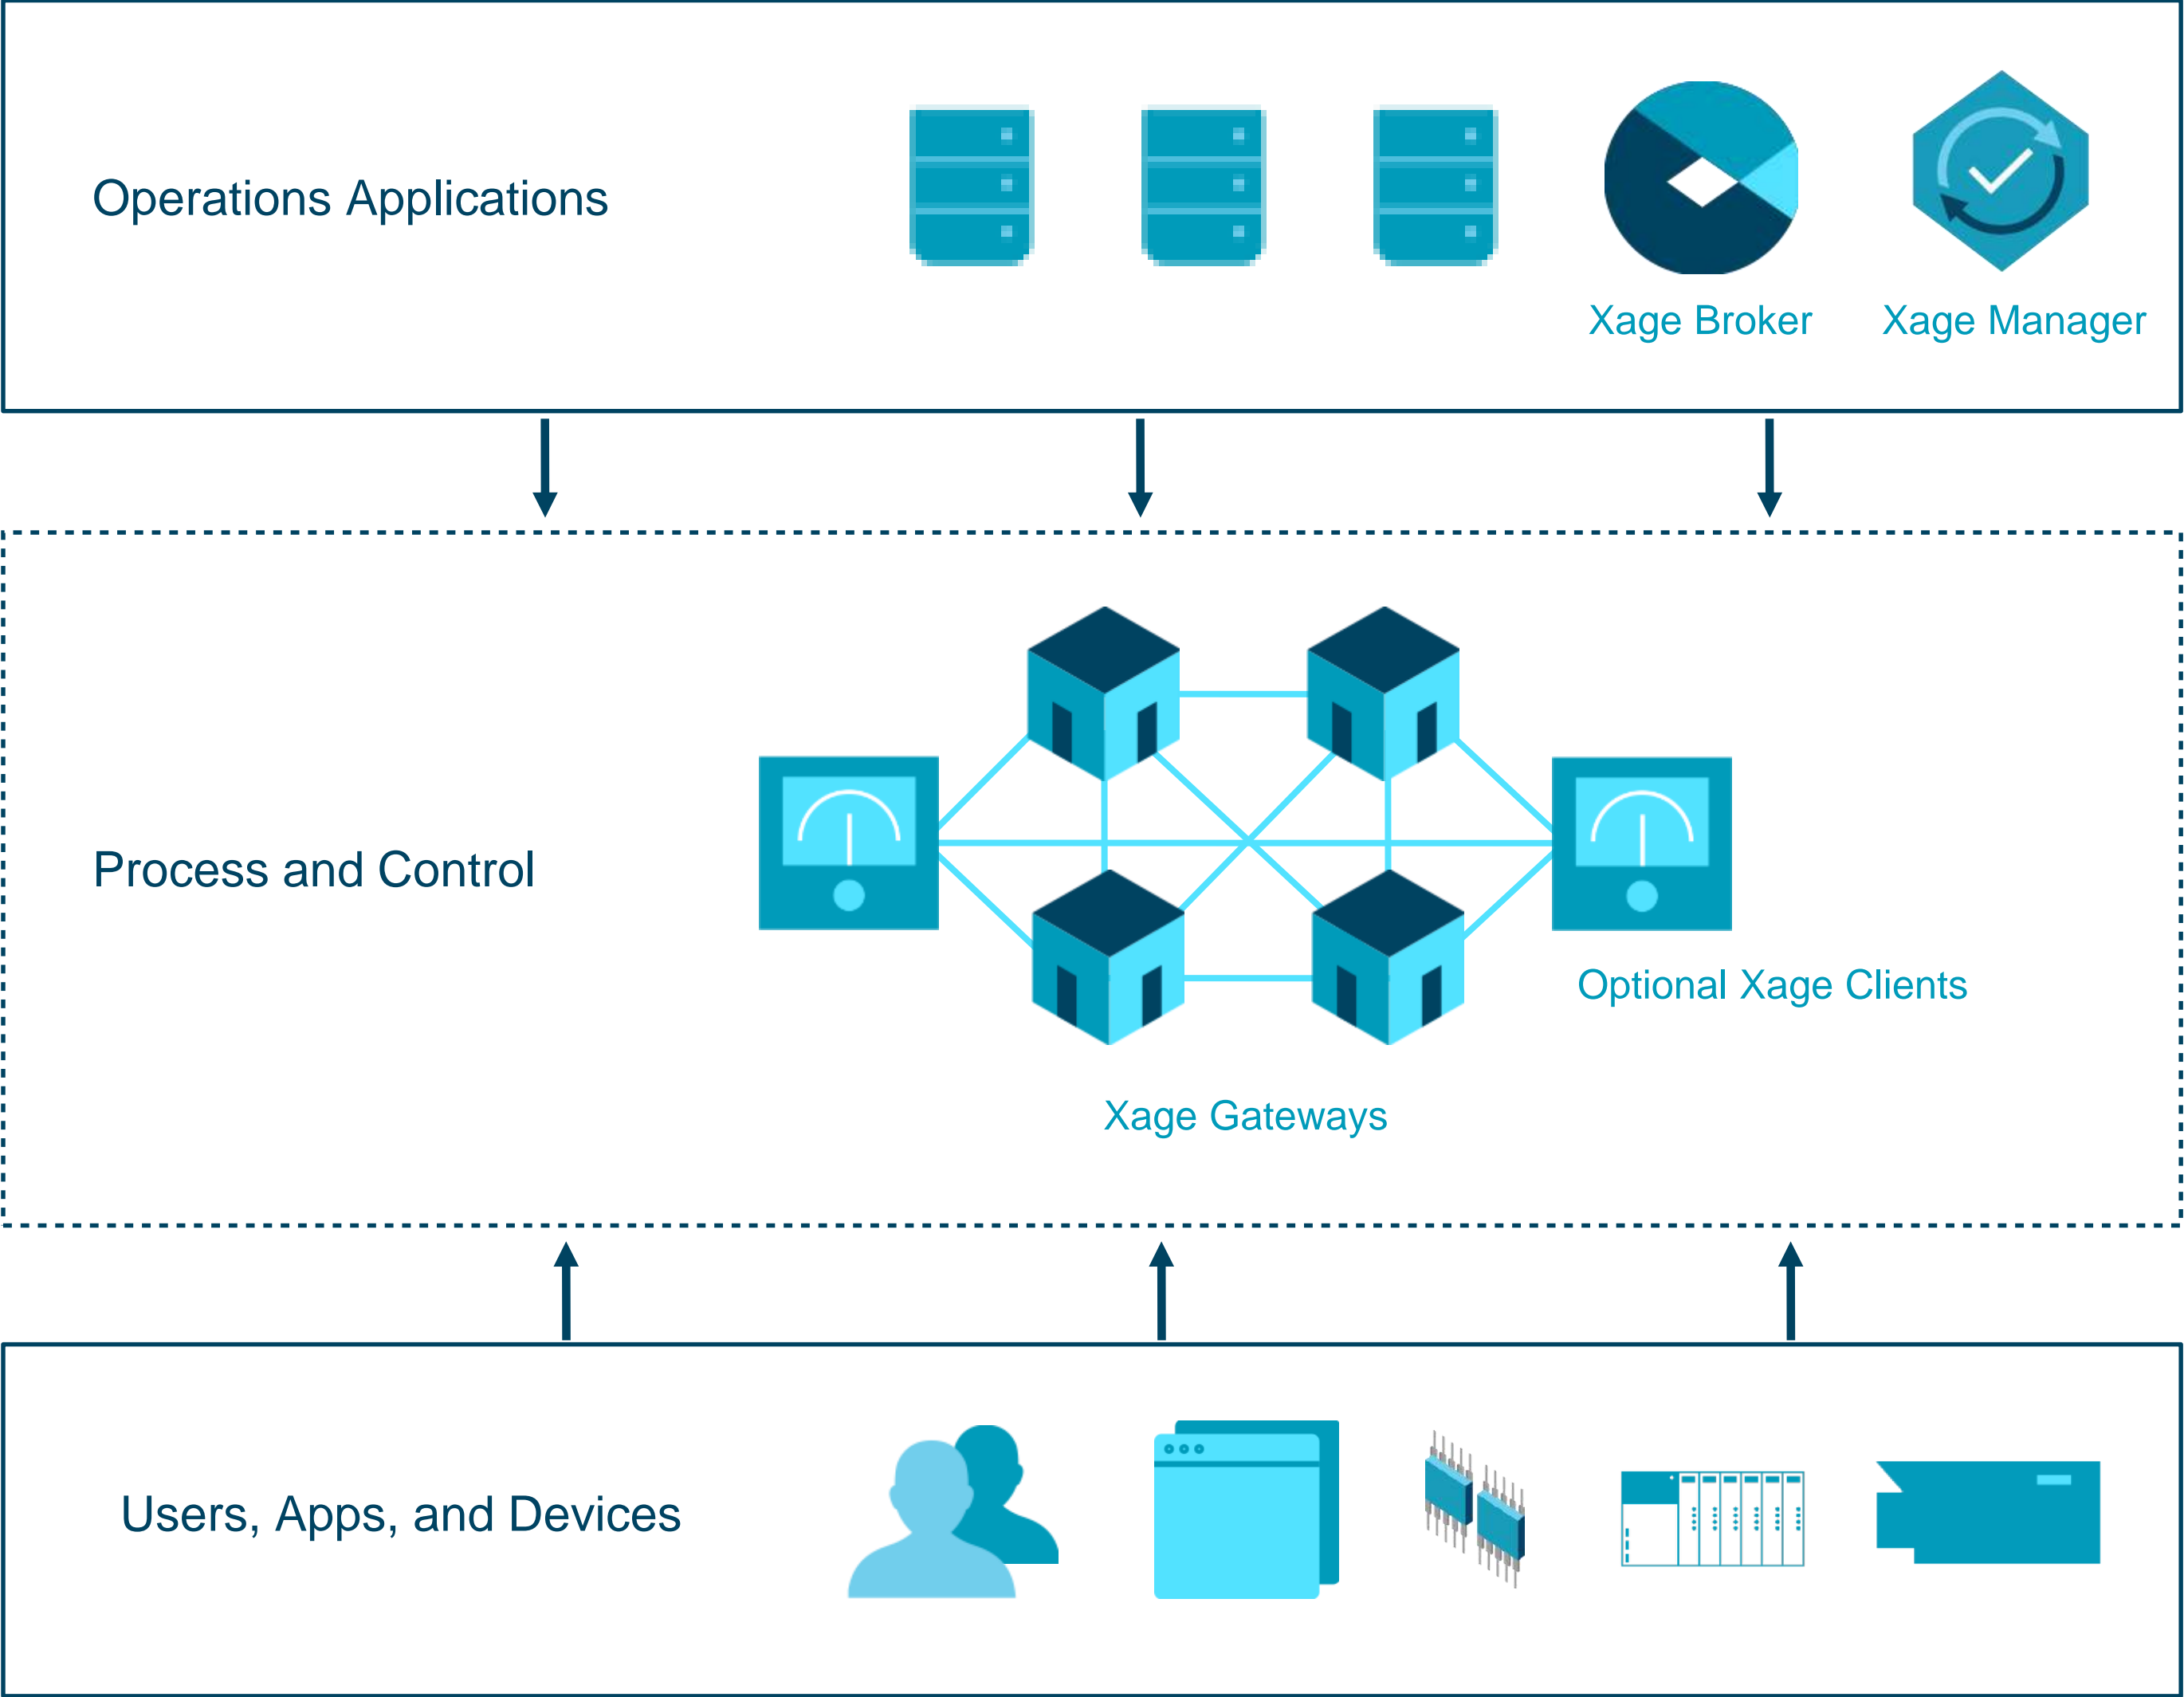 Operations Applications
Xage Broker
Xage Manager
Process and Control
Optional Xage Clients
Xage Gateways
Users, Apps, and Devices